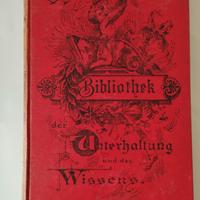 Bibliothek
der
Unterhaltung
und des
Wissens.